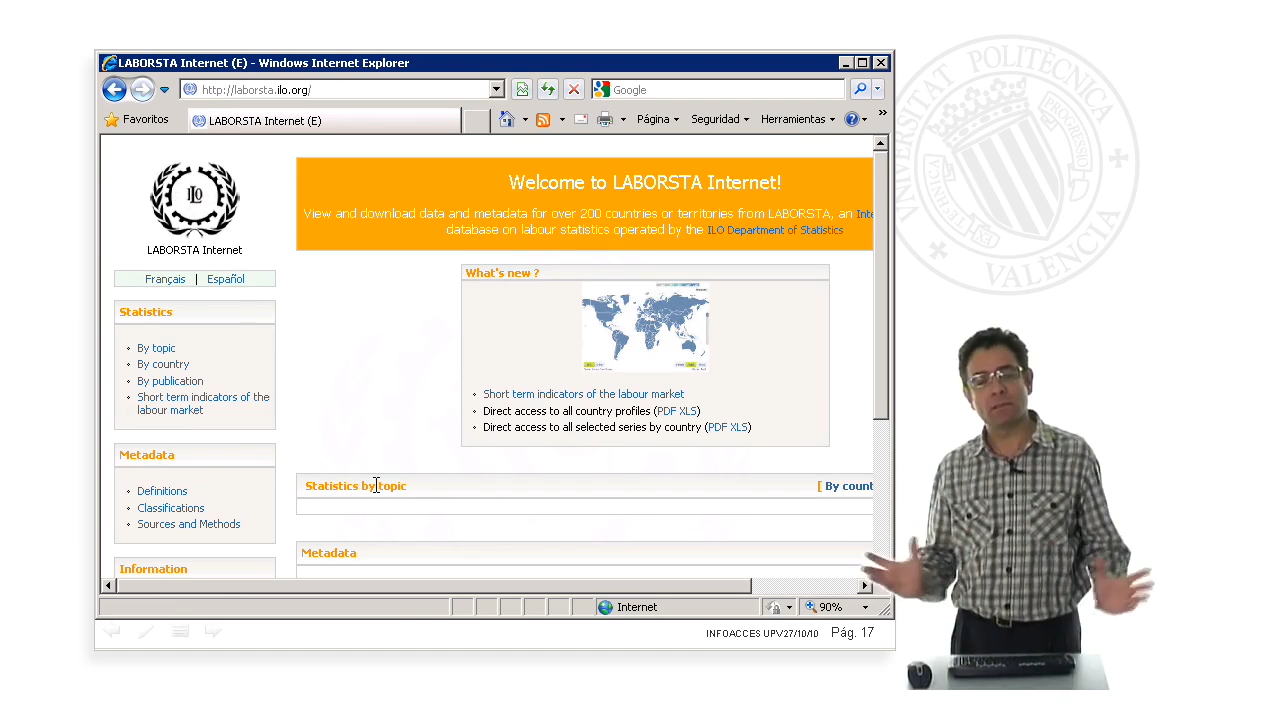 LABORSTA Internet (E) - Windows Internet Explorer
http://laborsta.ilo.org/
Google
Favoritos
LABORSTA Internet (E)
Página
Seguridad
Herramientas
»
ILO
LABORSTA Internet
Français | Español
Statistics
By topic
By country
By publication
Short term indicators of the
labour market
Metadata
Definitions
Classifications
Sources and Methods
Information
Welcome to LABORSTA Internet!
View and download data and metadata for over 200 countries or territories from LABORSTA, an Inte
database on labour statistics operated by the ILO Department of Statistics
What's new ?
Short term indicators of the labour market
Direct access to all country profiles (PDF XLS)
Direct access to all selected series by country (PDF XLS)
Statistics by topic
[ By count
Metadata
Internet
90%
INFOACCES UPV27/10/10 Pág. 17
UNIVERSITAT POLITÈCNICA
DE VALÈNCIA